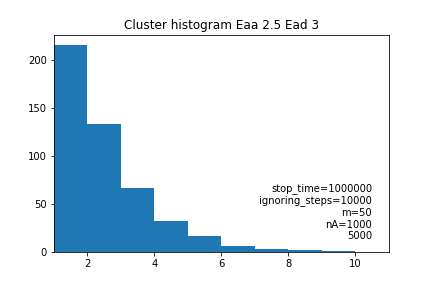 Cluster histogram Eaa 2.5 Ead 3
200
150
100
50
0
stop_time=1000000
ignoring_steps=10000
m=50
nA=1000
5000
2 4 6 8 10